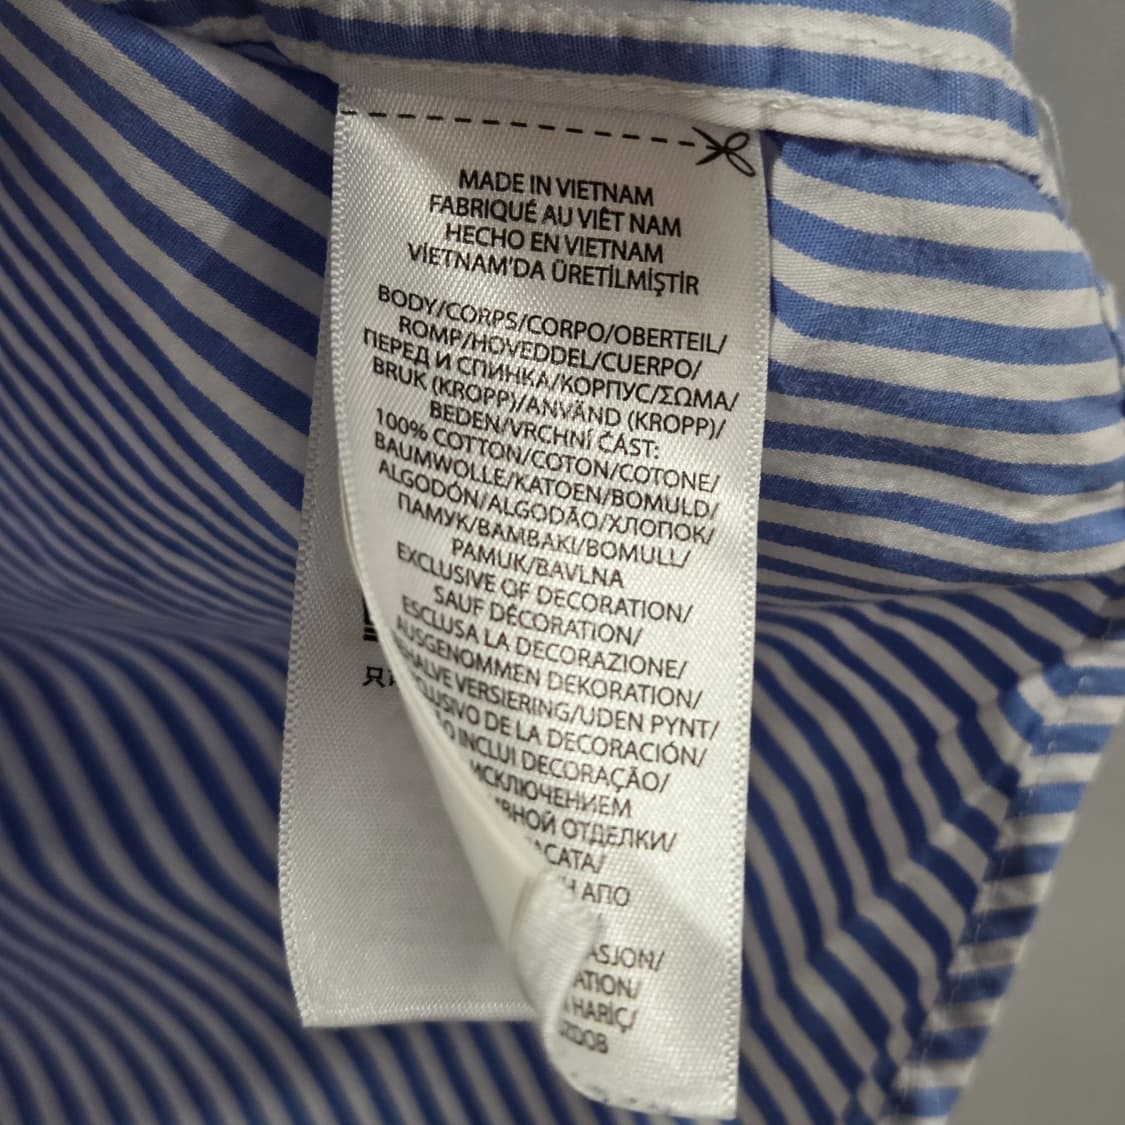 MADE IN VIETNAM
FABRIQUÉ AU VIÊT NAM
HECHO EN VIETNAM
VİETNAM'DA ÜRETİLMİŞTİR
BODY/CORPS/CORPO/OBERTEIL/
ROMP/HOVEDDEL/CUERPO/
ПЕРЕД И СПИНКА/КОРПУС/ΣΩΜΑ/
BRUK (KROPP)/ANVÄND (KROPP)/
BEDEN/VRCHNÍ ČÁST:
100% COTTON/COTON/COTONE/
BAUMWOLLE/KATOEN/BOMULD/
ALGODÓN/ALGODÃO/ХЛОПОК/
ПАМУК/ΒΑΜΒΑΚΙ/BOMULL/
PAMUK/BAVLNA
EXCLUSIVE OF DECORATION/
SAUF DÉCORATION/
ESCLUSA LA DECORAZIONE/
AUSGENOMMEN DEKORATION/
VERSIERING/UDEN PYNT/
DE LA DECORACIÓN/
INCLUI DECORAÇÃO/
ИСКЛЮЧЕНИЕМ
ОТДЕЛКИ/
ΑΠΟ
HARİÇ/